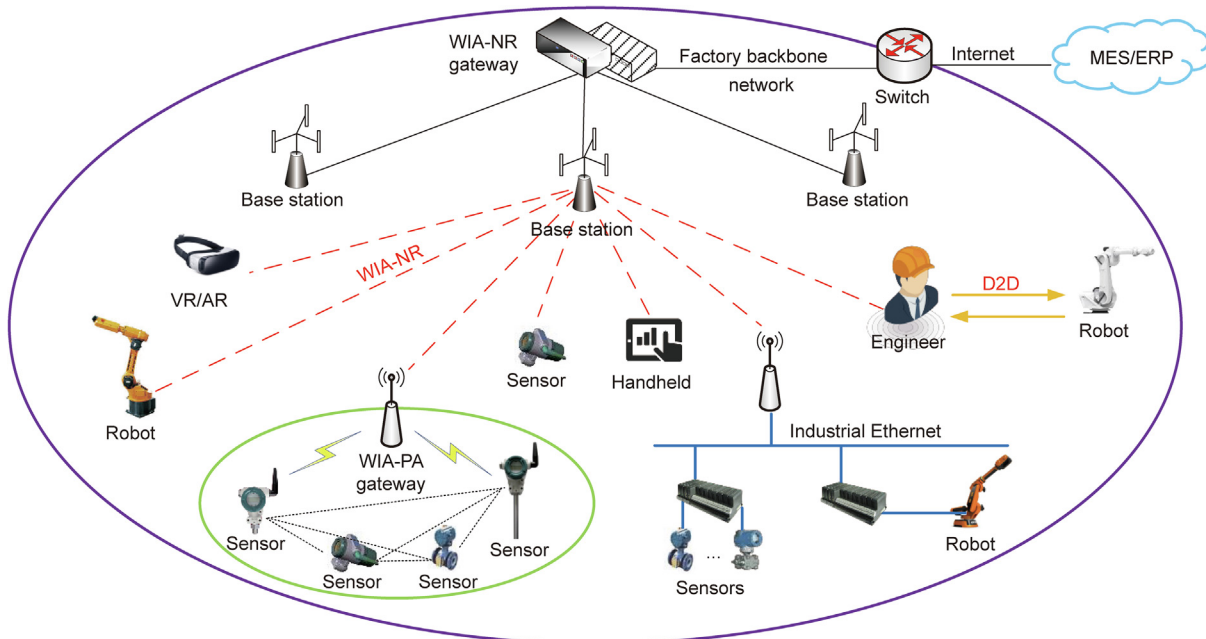 WIA-NR
gateway
Factory backbone
network
Switch
Internet
MES/ERP
Base station
Base station
Base station
VR/AR
WIA-NR
Robot
Sensor
Handheld
Engineer
D2D
Robot
WIA-PA
gateway
Sensor
Sensor
Sensor
Sensor
Industrial Ethernet
...
Sensors
Robot